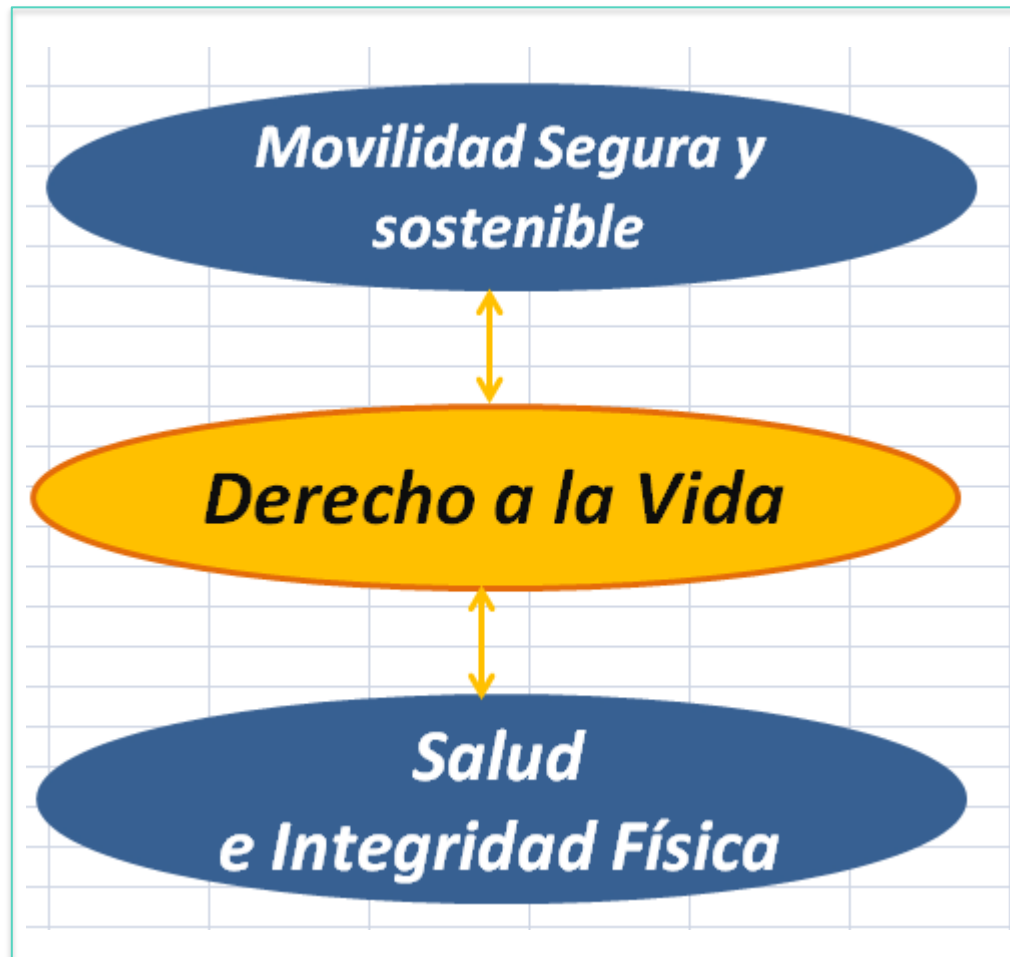 Movilidad Segura y
sostenible
Derecho a la Vida
Salud
e Integridad Física